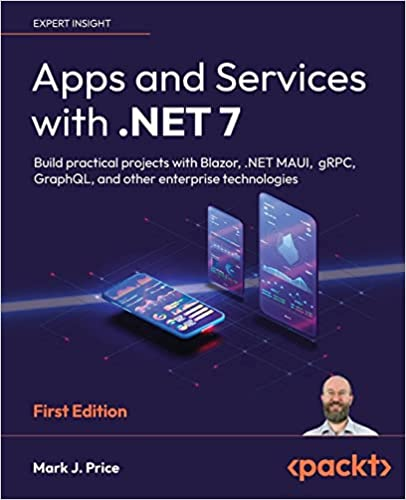 EXPERT INSIGHT
Apps and Services
with .NET 7
Build practical projects with Blazor, .NET MAUI, gRPC,
GraphQL, and other enterprise technologies
First Edition
Mark J. Price
<packt>